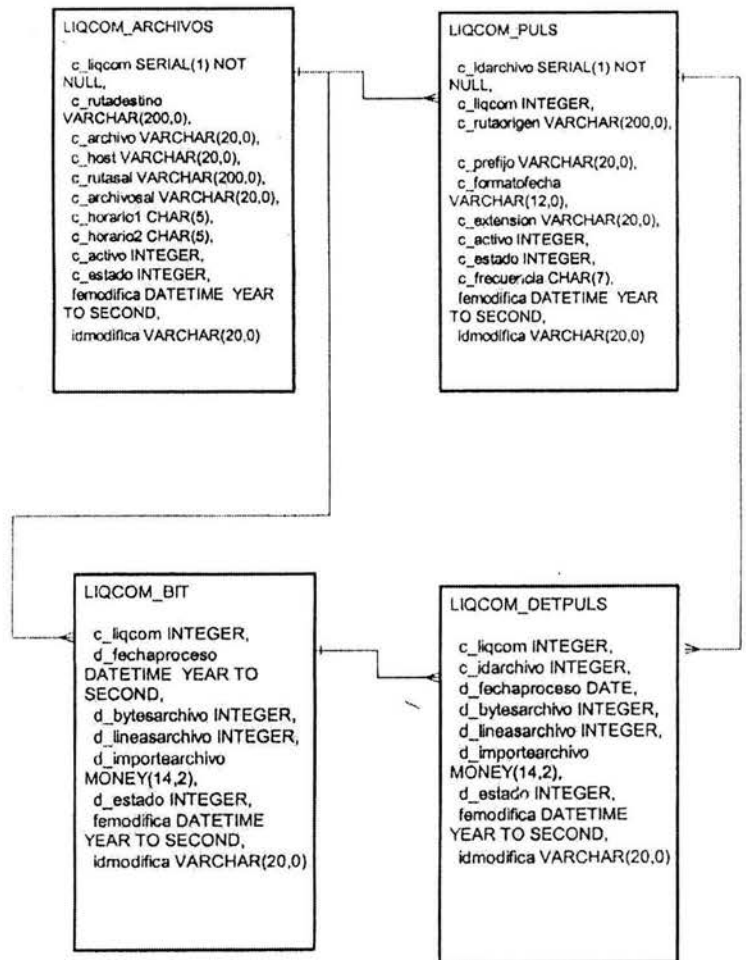 LIQCOM_ARCHIVOS
c_liqcom SERIAL(1) NOT
NULL,
c_rutadestino
VARCHAR(200,0),
c_archivo VARCHAR(20,0),
c_host VARCHAR(20,0),
c_rutasal VARCHAR(200,0),
c_archivosal VARCHAR(20,0),
c_horario1 CHAR(5),
c_horario2 CHAR(5),
c_activo INTEGER,
c_estado INTEGER,
femodifica DATETIME YEAR
TO SECOND,
idmodifica VARCHAR(20,0)
LIQCOM_PULS
c_idarchivo SERIAL(1) NOT
NULL,
c_liqcom INTEGER,
c_rutaorigen VARCHAR(200,0),
c_prefijo VARCHAR(20,0),
c_formatofecha
VARCHAR(12,0),
c_extension VARCHAR(20,0),
c_activo INTEGER,
c_estado INTEGER,
c_frecuencia CHAR(7),
femodifica DATETIME YEAR
TO SECOND,
idmodifica VARCHAR(20,0)
LIQCOM_BIT
c_liqcom INTEGER,
d_fechaproceso
DATETIME YEAR TO
SECOND,
d_bytesarchivo INTEGER,
d_lineasarchivo INTEGER,
d_importearchivo
MONEY(14,2),
d_estado INTEGER,
femodifica DATETIME
YEAR TO SECOND,
idmodifica VARCHAR(20,0)
LIQCOM_DETPULS
c_liqcom INTEGER,
c_idarchivo INTEGER,
d_fechaproceso DATE,
d_bytesarchivo INTEGER,
d_lineasarchivo INTEGER,
d_importearchivo
MONEY(14,2),
d_estado INTEGER,
femodifica DATETIME
YEAR TO SECOND,
idmodifica VARCHAR(20,0)